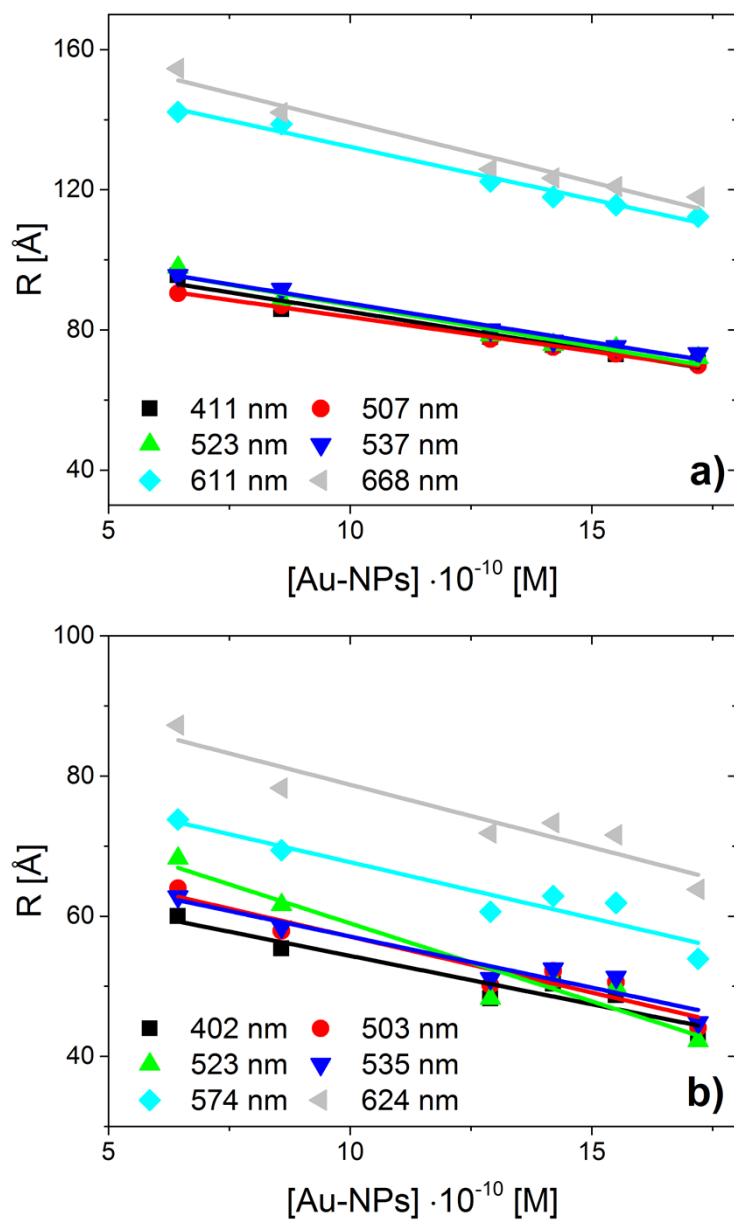 160
120
80
40
R [Å]
411 nm 507 nm
523 nm 537 nm
611 nm 668 nm
a)
5 10 15
[Au-NPs] ·10⁻¹⁰ [M]
100
80
60
40
R [Å]
402 nm 503 nm
523 nm 535 nm
574 nm 624 nm
b)
5 10 15
[Au-NPs] ·10⁻¹⁰ [M]